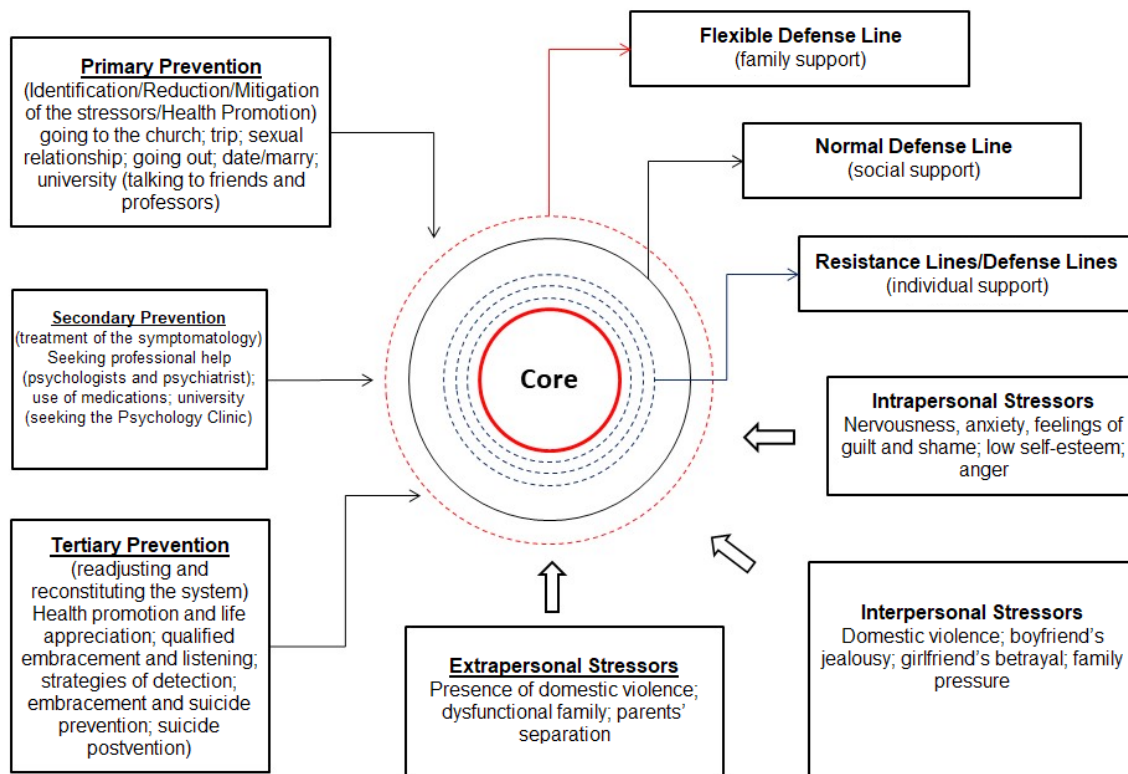 Primary Prevention
(Identification/Reduction/Mitigation
of the stressors/Health Promotion)
going to the church; trip; sexual
relationship; going out; date/marry;
university (talking to friends and
professors)
Flexible Defense Line
(family support)
Normal Defense Line
(social support)
Resistance Lines/Defense Lines
(individual support)
Secondary Prevention
(treatment of the symptomatology)
Seeking professional help
(psychologists and psychiatrist);
use of medications; university
(seeking the Psychology Clinic)
Core
Intrapersonal Stressors
Nervousness, anxiety, feelings of
guilt and shame; low self-esteem;
anger
Tertiary Prevention
(readjusting and
reconstituting the system)
Health promotion and life
appreciation; qualified
embracement and listening;
strategies of detection;
embracement and suicide
prevention; suicide
postvention)
Extrapersonal Stressors
Presence of domestic violence;
dysfunctional family; parents'
separation
Interpersonal Stressors
Domestic violence; boyfriend's
jealousy; girlfriend's betrayal; family
pressure